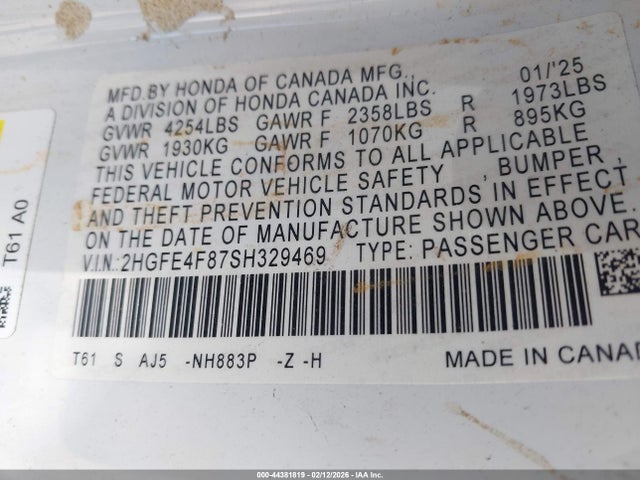 MFD.BY HONDA OF CANADA MFG., 01/'25
A DIVISION OF HONDA CANADA INC.
GVWR 4254LBS GAWR F 2358LBS R 1973LBS
GVWR 1930KG GAWR F 1070KG R 895KG
THIS VEHICLE CONFORMS TO ALL APPLICABLE
FEDERAL MOTOR VEHICLE SAFETY , BUMPER ,
AND THEFT PREVENTION STANDARDS, IN EFFECT
ON THE DATE OF MANUFACTURE SHOWN ABOVE.
V.I.N.:2HGFE4F87SH329469 TYPE: PASSENGER CAR
T61 S AJ5 -NH883P -Z -H MADE IN CANAD
T61 A0
000-44381819 - 02/12/2026 - IAA Inc.